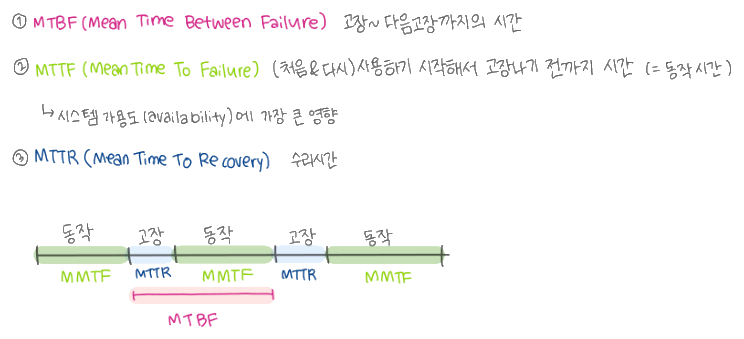 ① MTBF (Mean Time Between Failure) 고장~ 다음고장까지의 시간
② MTTF (Mean Time To Failure) (처음&다시)사용하기 시작해서 고장나기 전까지 시간 (= 동작시간)
↳ 시스템 가용도(availability)에 가장 큰 영향
③ MTTR (Mean Time To Recovery) 수리시간
동작 고장 동작 고장 동작
MMTF MTTR MMTF MTTR MMTF
MTBF